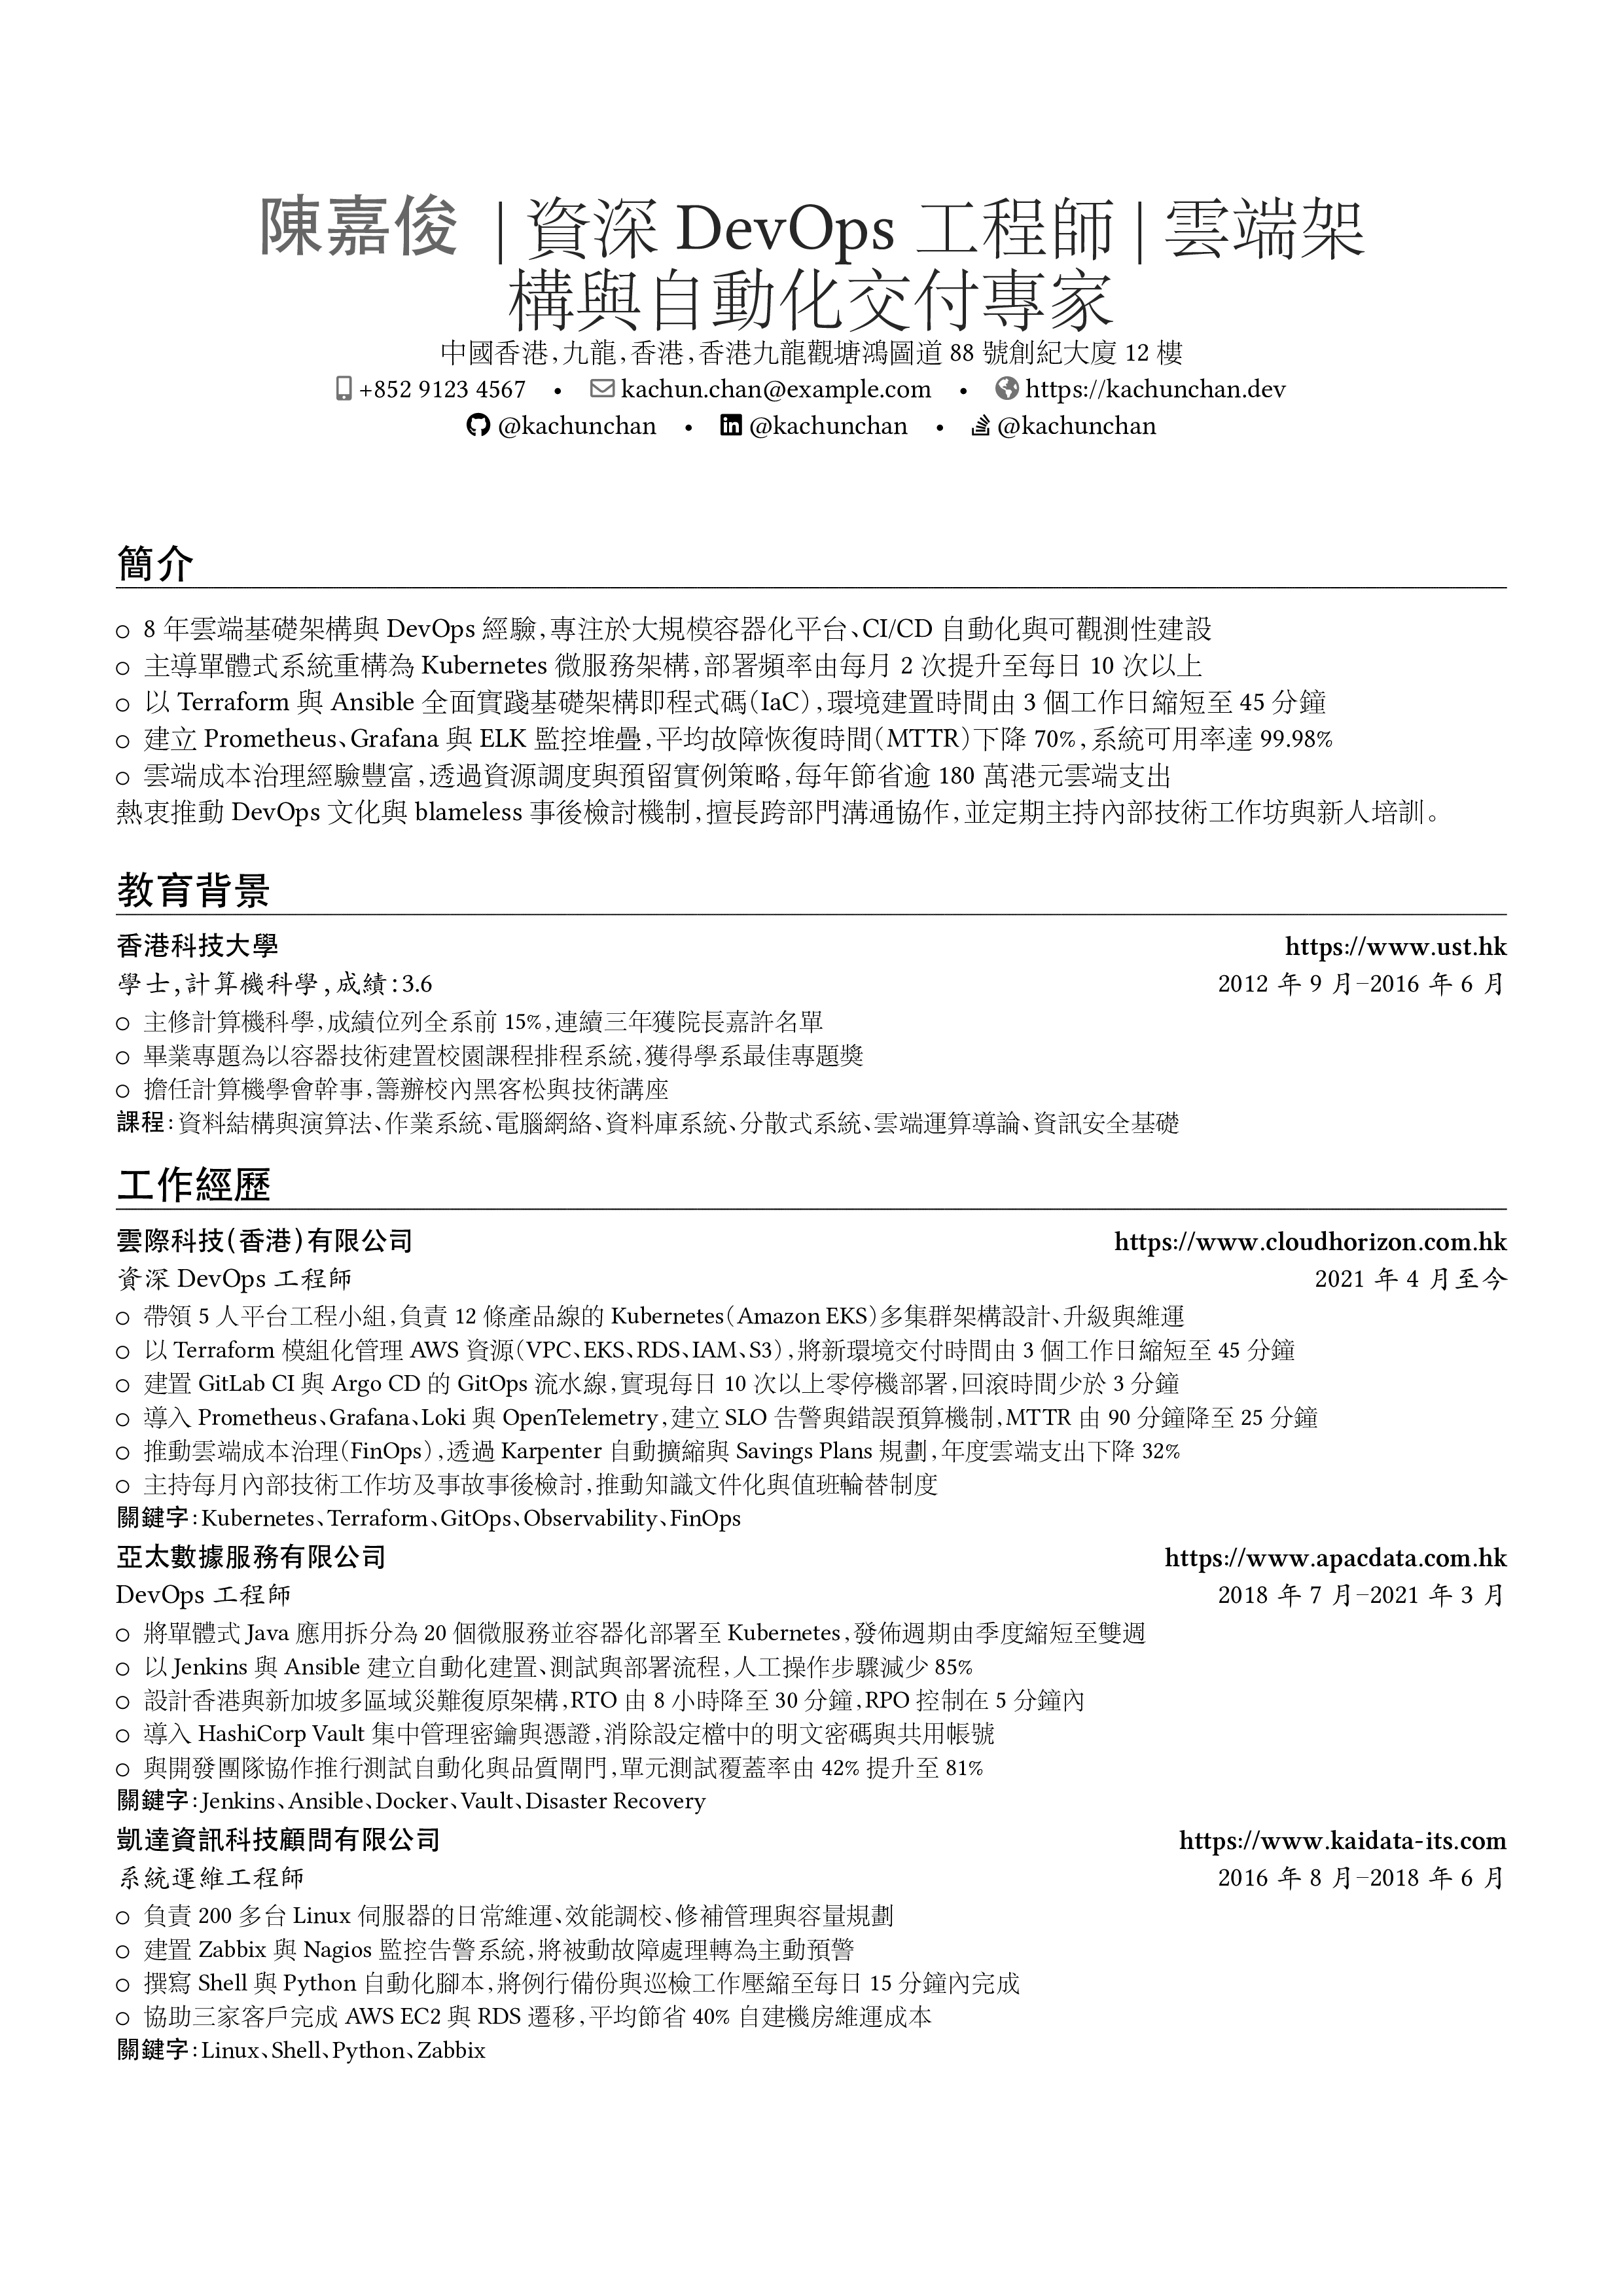 陳嘉俊 | 資深 DevOps 工程師 | 雲端架
構與自動化交付專家
中國香港,九龍,香港,香港九龍觀塘鴻圖道 88 號創紀大廈 12 樓
+852 9123 4567 • kachun.chan@example.com • https://kachunchan.dev
@kachunchan • @kachunchan • @kachunchan
簡介
○ 8 年雲端基礎架構與 DevOps 經驗,專注於大規模容器化平台、CI/CD 自動化與可觀測性建設
○ 主導單體式系統重構為 Kubernetes 微服務架構,部署頻率由每月 2 次提升至每日 10 次以上
○ 以 Terraform 與 Ansible 全面實踐基礎架構即程式碼(IaC),環境建置時間由 3 個工作日縮短至 45 分鐘
○ 建立 Prometheus、Grafana 與 ELK 監控堆疊,平均故障恢復時間(MTTR)下降 70%,系統可用率達 99.98%
○ 雲端成本治理經驗豐富,透過資源調度與預留實例策略,每年節省逾 180 萬港元雲端支出
熱衷推動 DevOps 文化與 blameless 事後檢討機制,擅長跨部門溝通協作,並定期主持內部技術工作坊與新人培訓。
教育背景
香港科技大學 https://www.ust.hk
學士,計算機科學,成績:3.6 2012 年 9 月–2016 年 6 月
○ 主修計算機科學,成績位列全系前 15%,連續三年獲院長嘉許名單
○ 畢業專題為以容器技術建置校園課程排程系統,獲得學系最佳專題獎
○ 擔任計算機學會幹事,籌辦校內黑客松與技術講座
課程:資料結構與演算法、作業系統、電腦網絡、資料庫系統、分散式系統、雲端運算導論、資訊安全基礎
工作經歷
雲際科技(香港)有限公司 https://www.cloudhorizon.com.hk
資深 DevOps 工程師 2021 年 4 月至今
○ 帶領 5 人平台工程小組,負責 12 條產品線的 Kubernetes(Amazon EKS)多集群架構設計、升級與維運
○ 以 Terraform 模組化管理 AWS 資源(VPC、EKS、RDS、IAM、S3),將新環境交付時間由 3 個工作日縮短至 45 分鐘
○ 建置 GitLab CI 與 Argo CD 的 GitOps 流水線,實現每日 10 次以上零停機部署,回滾時間少於 3 分鐘
○ 導入 Prometheus、Grafana、Loki 與 OpenTelemetry,建立 SLO 告警與錯誤預算機制,MTTR 由 90 分鐘降至 25 分鐘
○ 推動雲端成本治理(FinOps),透過 Karpenter 自動擴縮與 Savings Plans 規劃,年度雲端支出下降 32%
○ 主持每月內部技術工作坊及事故事後檢討,推動知識文件化與值班輪替制度
關鍵字:Kubernetes、Terraform、GitOps、Observability、FinOps
亞太數據服務有限公司 https://www.apacdata.com.hk
DevOps 工程師 2018 年 7 月–2021 年 3 月
○ 將單體式 Java 應用拆分為 20 個微服務並容器化部署至 Kubernetes,發佈週期由季度縮短至雙週
○ 以 Jenkins 與 Ansible 建立自動化建置、測試與部署流程,人工操作步驟減少 85%
○ 設計香港與新加坡多區域災難復原架構,RTO 由 8 小時降至 30 分鐘,RPO 控制在 5 分鐘內
○ 導入 HashiCorp Vault 集中管理密鑰與憑證,消除設定檔中的明文密碼與共用帳號
○ 與開發團隊協作推行測試自動化與品質閘門,單元測試覆蓋率由 42% 提升至 81%
關鍵字:Jenkins、Ansible、Docker、Vault、Disaster Recovery
凱達資訊科技顧問有限公司 https://www.kaidata-its.com
系統運維工程師 2016 年 8 月–2018 年 6 月
○ 負責 200 多台 Linux 伺服器的日常維運、效能調校、修補管理與容量規劃
○ 建置 Zabbix 與 Nagios 監控告警系統,將被動故障處理轉為主動預警
○ 撰寫 Shell 與 Python 自動化腳本,將例行備份與巡檢工作壓縮至每日 15 分鐘內完成
○ 協助三家客戶完成 AWS EC2 與 RDS 遷移,平均節省 40% 自建機房維運成本
關鍵字:Linux、Shell、Python、Zabbix